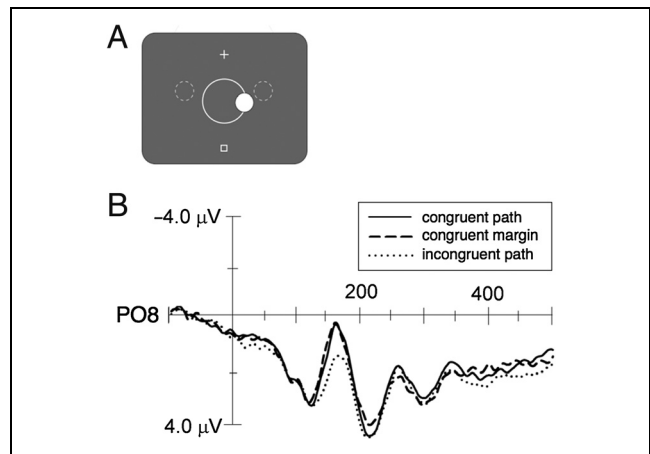 A
B
−4.0 µV
congruent path
congruent margin
incongruent path
200
400
PO8
4.0 µV